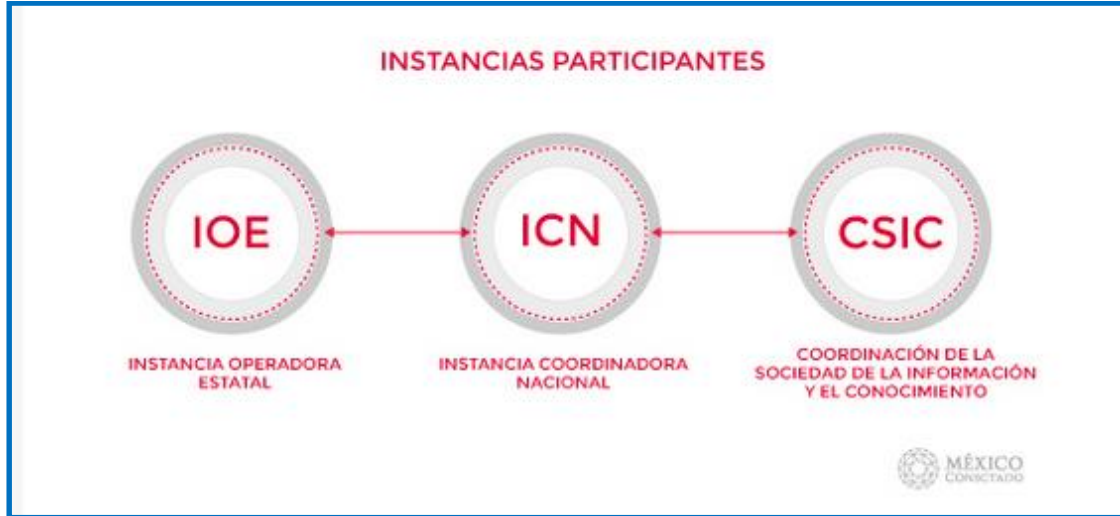 INSTANCIAS PARTICIPANTES
IOE
ICN
CSIC
INSTANCIA OPERADORA
ESTATAL
INSTANCIA COORDINADORA
NACIONAL
COORDINACIÓN DE LA
SOCIEDAD DE LA INFORMACIÓN
Y EL CONOCIMIENTO
MÉXICO
CONECTADO